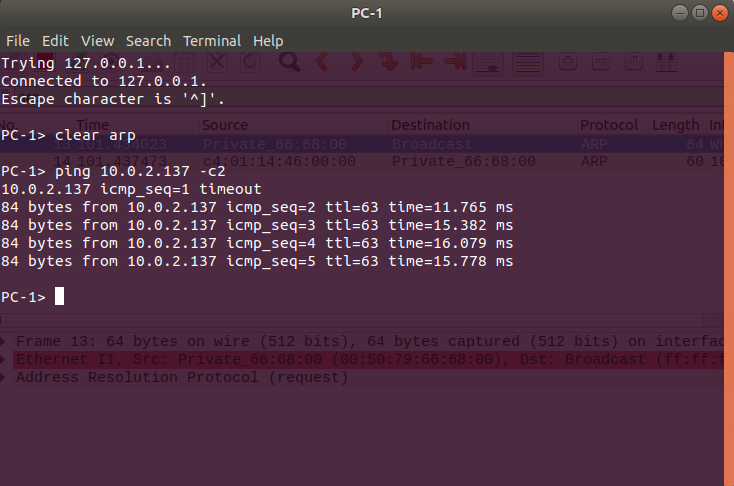 PC-1
File Edit View Search Terminal Help
Trying 127.0.0.1...
Connected to 127.0.0.1.
Escape character is '^]'.
No. Time Source Destination Protocol Length
PC-1> clear arp
13 101.434023 Private_66:68:00 Broadcast ARP 64
14 101.437473 c4:01:14:46:00:00 Private_66:68:00 ARP 60
PC-1> ping 10.0.2.137 -c2
10.0.2.137 icmp_seq=1 timeout
84 bytes from 10.0.2.137 icmp_seq=2 ttl=63 time=11.765 ms
84 bytes from 10.0.2.137 icmp_seq=3 ttl=63 time=15.382 ms
84 bytes from 10.0.2.137 icmp_seq=4 ttl=63 time=16.079 ms
84 bytes from 10.0.2.137 icmp_seq=5 ttl=63 time=15.778 ms
PC-1>
Frame 13: 64 bytes on wire (512 bits), 64 bytes captured (512 bits) on interfac
Ethernet II, Src: Private_66:68:00 (00:50:79:66:68:00), Dst: Broadcast (ff:ff:f
Address Resolution Protocol (request)